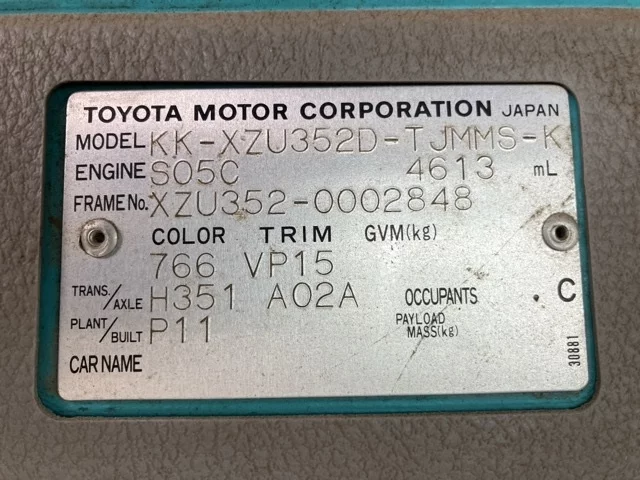 TOYOTA MOTOR CORPORATION JAPAN
MODEL KK-XZU352D-TJMMS-K
ENGINE S05C 4613 mL
FRAME No. XZU352-0002848
COLOR TRIM GVM(kg)
766 VP15
TRANS./AXLE H351 A02A OCCUPANTS . C
PLANT/BUILT P11 PAYLOAD MASS(kg)
CAR NAME
30881